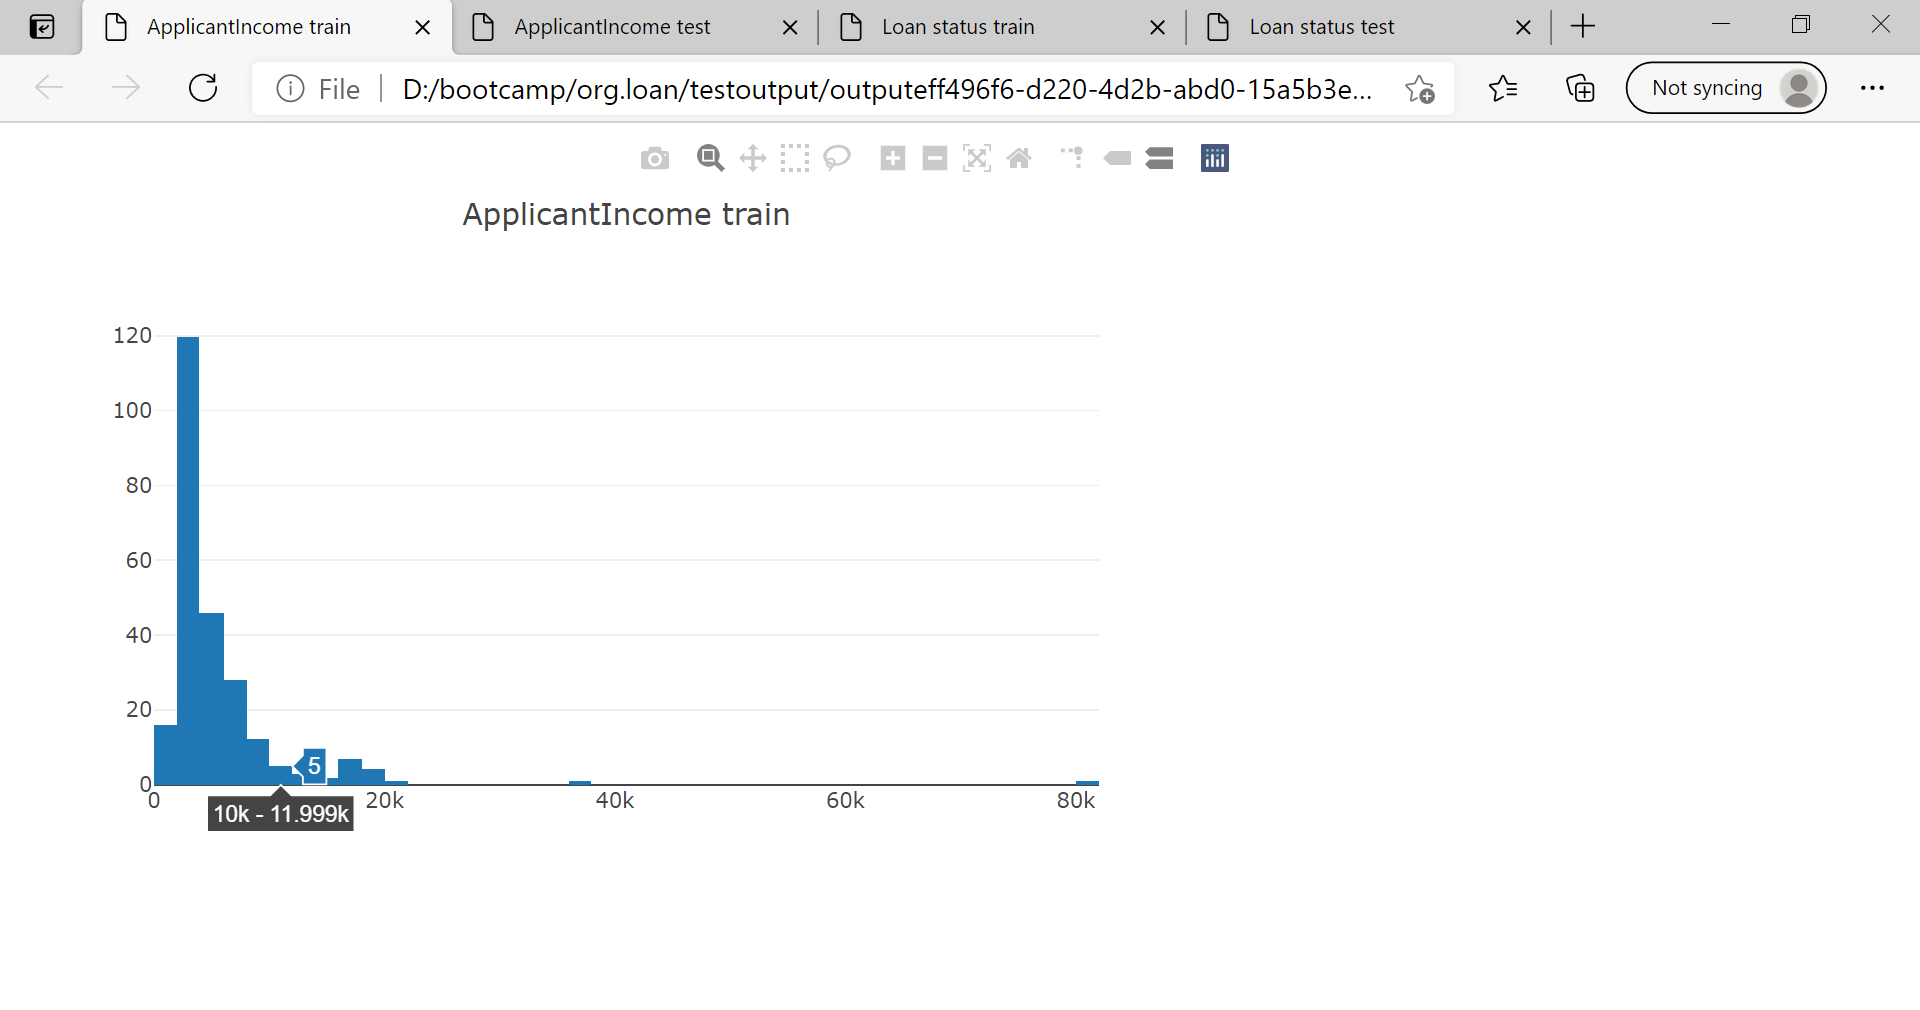 ApplicantIncome train
ApplicantIncome test
Loan status train
Loan status test
File
D:/bootcamp/org.loan/testoutput/outputeff496f6-d220-4d2b-abd0-15a5b3e...
Not syncing
ApplicantIncome train
120
100
80
60
40
20
0
5
0
20k
40k
60k
80k
10k - 11.999k